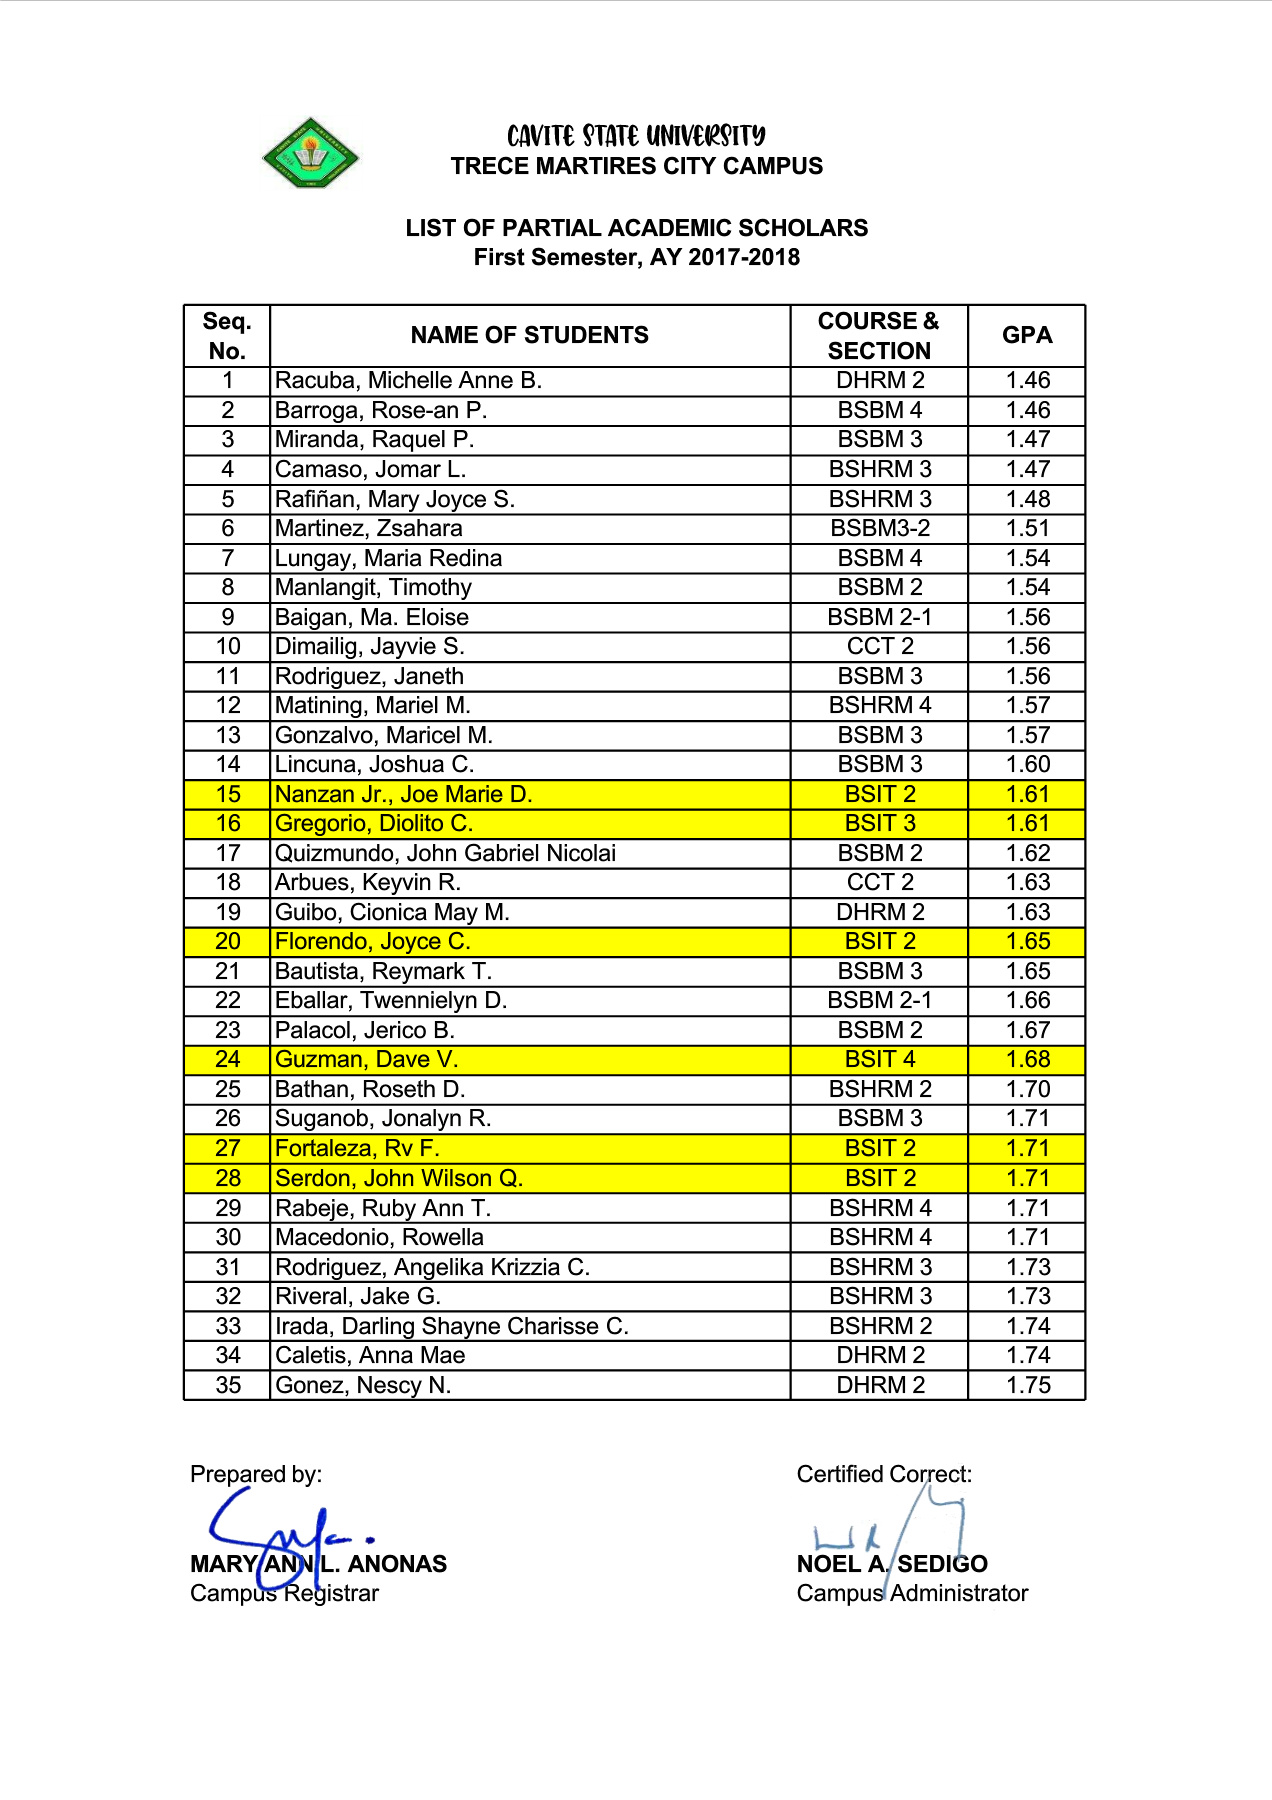 CAVITE STATE UNIVERSITY
TRECE MARTIRES CITY CAMPUS
LIST OF PARTIAL ACADEMIC SCHOLARS
First Semester, AY 2017-2018
Seq. No. NAME OF STUDENTS COURSE & SECTION GPA
1 Racuba, Michelle Anne B. DHRM 2 1.46
2 Barroga, Rose-an P. BSBM 4 1.46
3 Miranda, Raquel P. BSBM 3 1.47
4 Camaso, Jomar L. BSHRM 3 1.47
5 Rafiñan, Mary Joyce S. BSHRM 3 1.48
6 Martinez, Zsahara BSBM3-2 1.51
7 Lungay, Maria Redina BSBM 4 1.54
8 Manlangit, Timothy BSBM 2 1.54
9 Baigan, Ma. Eloise BSBM 2-1 1.56
10 Dimailig, Jayvie S. CCT 2 1.56
11 Rodriguez, Janeth BSBM 3 1.56
12 Matining, Mariel M. BSHRM 4 1.57
13 Gonzalvo, Maricel M. BSBM 3 1.57
14 Lincuna, Joshua C. BSBM 3 1.60
15 Nanzan Jr., Joe Marie D. BSIT 2 1.61
16 Gregorio, Diolito C. BSIT 3 1.61
17 Quizmundo, John Gabriel Nicolai BSBM 2 1.62
18 Arbues, Keyvin R. CCT 2 1.63
19 Guibo, Cionica May M. DHRM 2 1.63
20 Florendo, Joyce C. BSIT 2 1.65
21 Bautista, Reymark T. BSBM 3 1.65
22 Eballar, Twennielyn D. BSBM 2-1 1.66
23 Palacol, Jerico B. BSBM 2 1.67
24 Guzman, Dave V. BSIT 4 1.68
25 Bathan, Roseth D. BSHRM 2 1.70
26 Suganob, Jonalyn R. BSBM 3 1.71
27 Fortaleza, Rv F. BSIT 2 1.71
28 Serdon, John Wilson Q. BSIT 2 1.71
29 Rabeje, Ruby Ann T. BSHRM 4 1.71
30 Macedonio, Rowella BSHRM 4 1.71
31 Rodriguez, Angelika Krizzia C. BSHRM 3 1.73
32 Riveral, Jake G. BSHRM 3 1.73
33 Irada, Darling Shayne Charisse C. BSHRM 2 1.74
34 Caletis, Anna Mae DHRM 2 1.74
35 Gonez, Nescy N. DHRM 2 1.75
Prepared by: Certified Correct:
MARY ANN L. ANONAS NOEL A. SEDIGO
Campus Registrar Campus Administrator